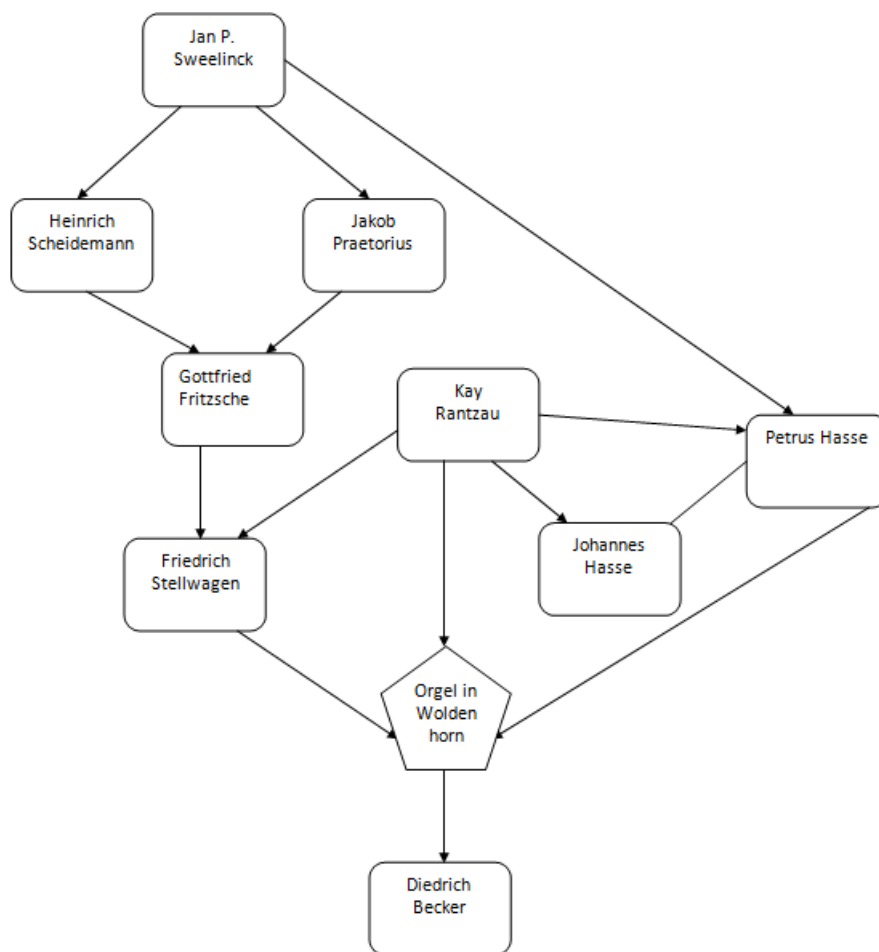 Jan P.
Sweelinck
Heinrich
Scheidemann
Jakob
Praetorius
Gottfried
Fritzsche
Kay
Rantzau
Petrus Hasse
Friedrich
Stellwagen
Johannes
Hasse
Orgel in
Wolden
horn
Diedrich
Becker